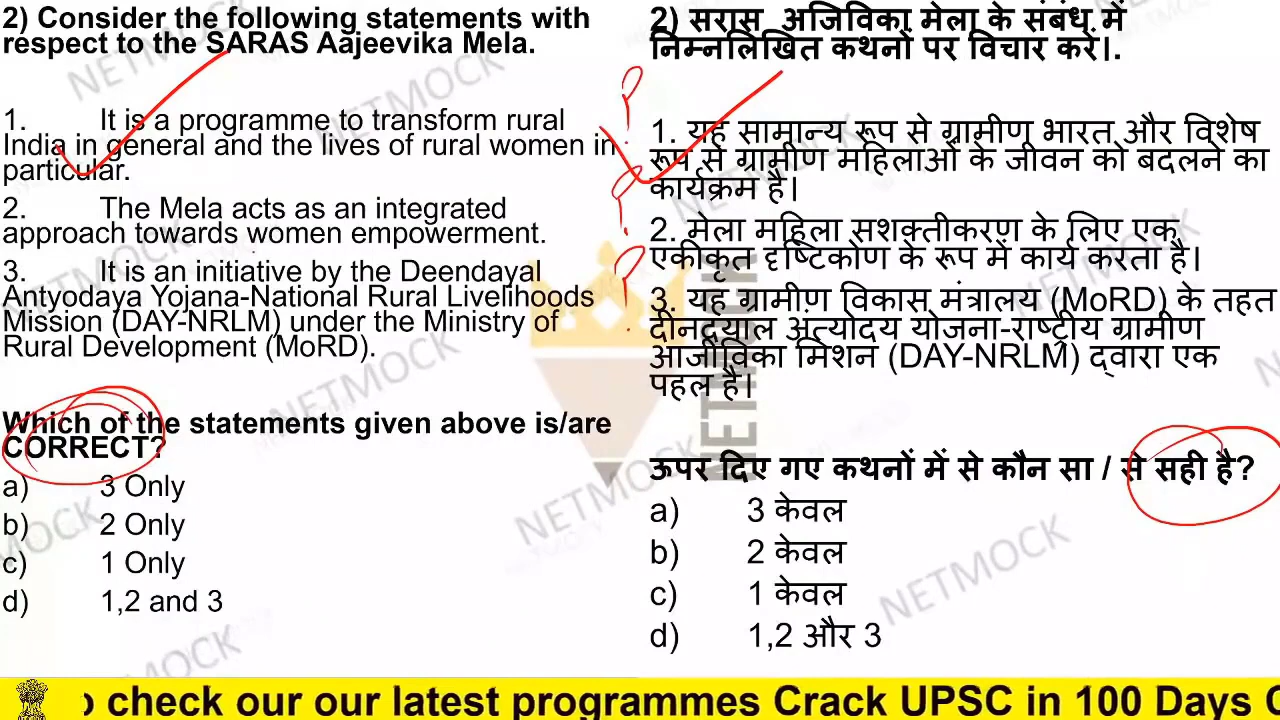 2) Consider the following statements with
respect to the SARAS Aajeevika Mela.
1. It is a programme to transform rural
India in general and the lives of rural women in
particular.
2. The Mela acts as an integrated
approach towards women empowerment.
3. It is an initiative by the Deendayal
Antyodaya Yojana-National Rural Livelihoods
Mission (DAY-NRLM) under the Ministry of
Rural Development (MoRD).
Which of the statements given above is/are
CORRECT?
a) 3 Only
b) 2 Only
c) 1 Only
d) 1,2 and 3
2) सरास अजिविका मेला के संबंध में
निम्नलिखित कथनों पर विचार करें।.
1. यह सामान्य रूप से ग्रामीण भारत और विशेष
रूप से ग्रामीण महिलाओं के जीवन को बदलने का
कार्यक्रम है।
2. मेला महिला सशक्तीकरण के लिए एक
एकीकृत दृष्टिकोण के रूप में कार्य करता है।
3. यह ग्रामीण विकास मंत्रालय (MoRD) के तहत
दीनदयाल अंत्योदय योजना-राष्ट्रीय ग्रामीण
आजीविका मिशन (DAY-NRLM) द्वारा एक
पहल है।
ऊपर दिए गए कथनों में से कौन सा / से सही है?
a) 3 केवल
b) 2 केवल
c) 1 केवल
d) 1,2 और 3
NETMOCK
check our our latest programmes Crack UPSC in 100 Days